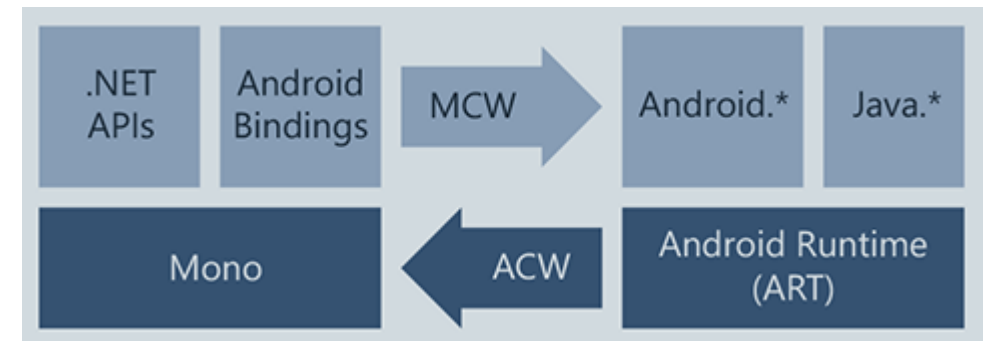 .NET
APIs
Android
Bindings
MCW
Android.*
Java.*
Mono
ACW
Android Runtime
(ART)